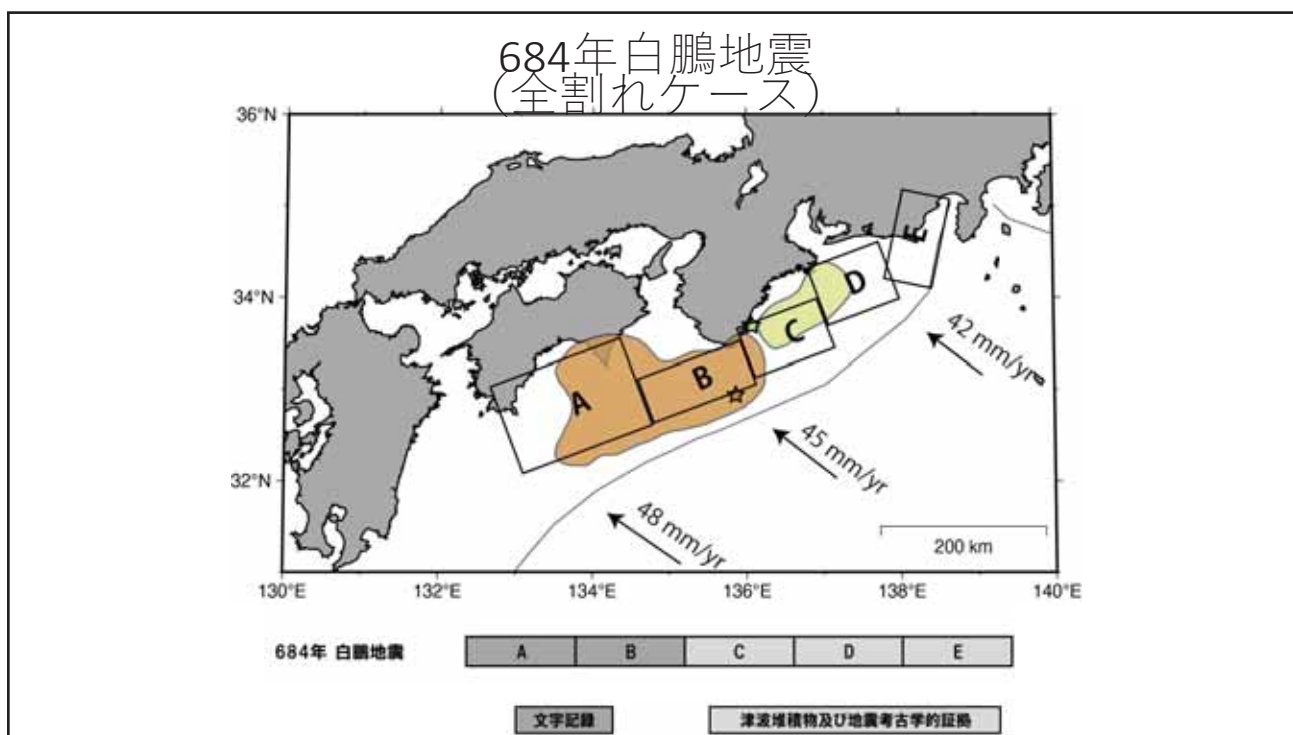 684年白鵬地震
(全割れケース)
36°N
34°N
32°N
130°E
132°E
134°E
136°E
138°E
140°E
A
B
C
D
E
42 mm/yr
45 mm/yr
48 mm/yr
200 km
684年 白鵬地震 A B C D E
文字記録 津波堆積物及び地震考古学的証拠